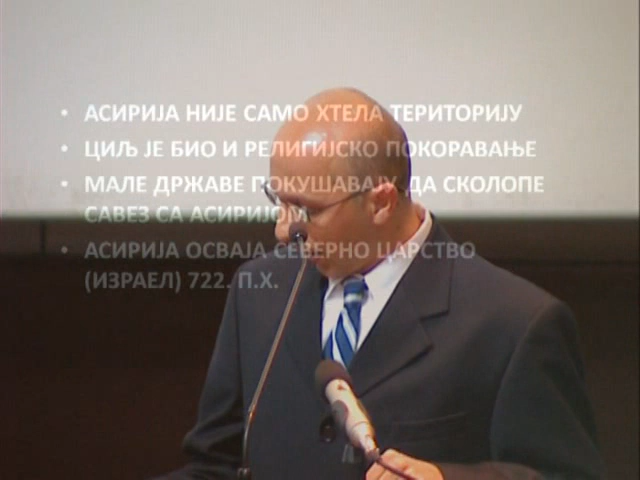 • АСИРИЈА НИЈЕ САМО ХТЕЛА ТЕРИТОРИЈУ
• ЦИЉ ЈЕ БИО И РЕЛИГИЈСКО ПОКОРАВАЊЕ
• МАЛЕ ДРЖАВЕ ПОКУШАВАЈУ ДА СКОЛОПЕ
САВЕЗ СА АСИРИЈОМ
• АСИРИЈА ОСВАЈА СЕВЕРНО ЦАРСТВО
(ИЗРАЕЛ) 722. П.Х.